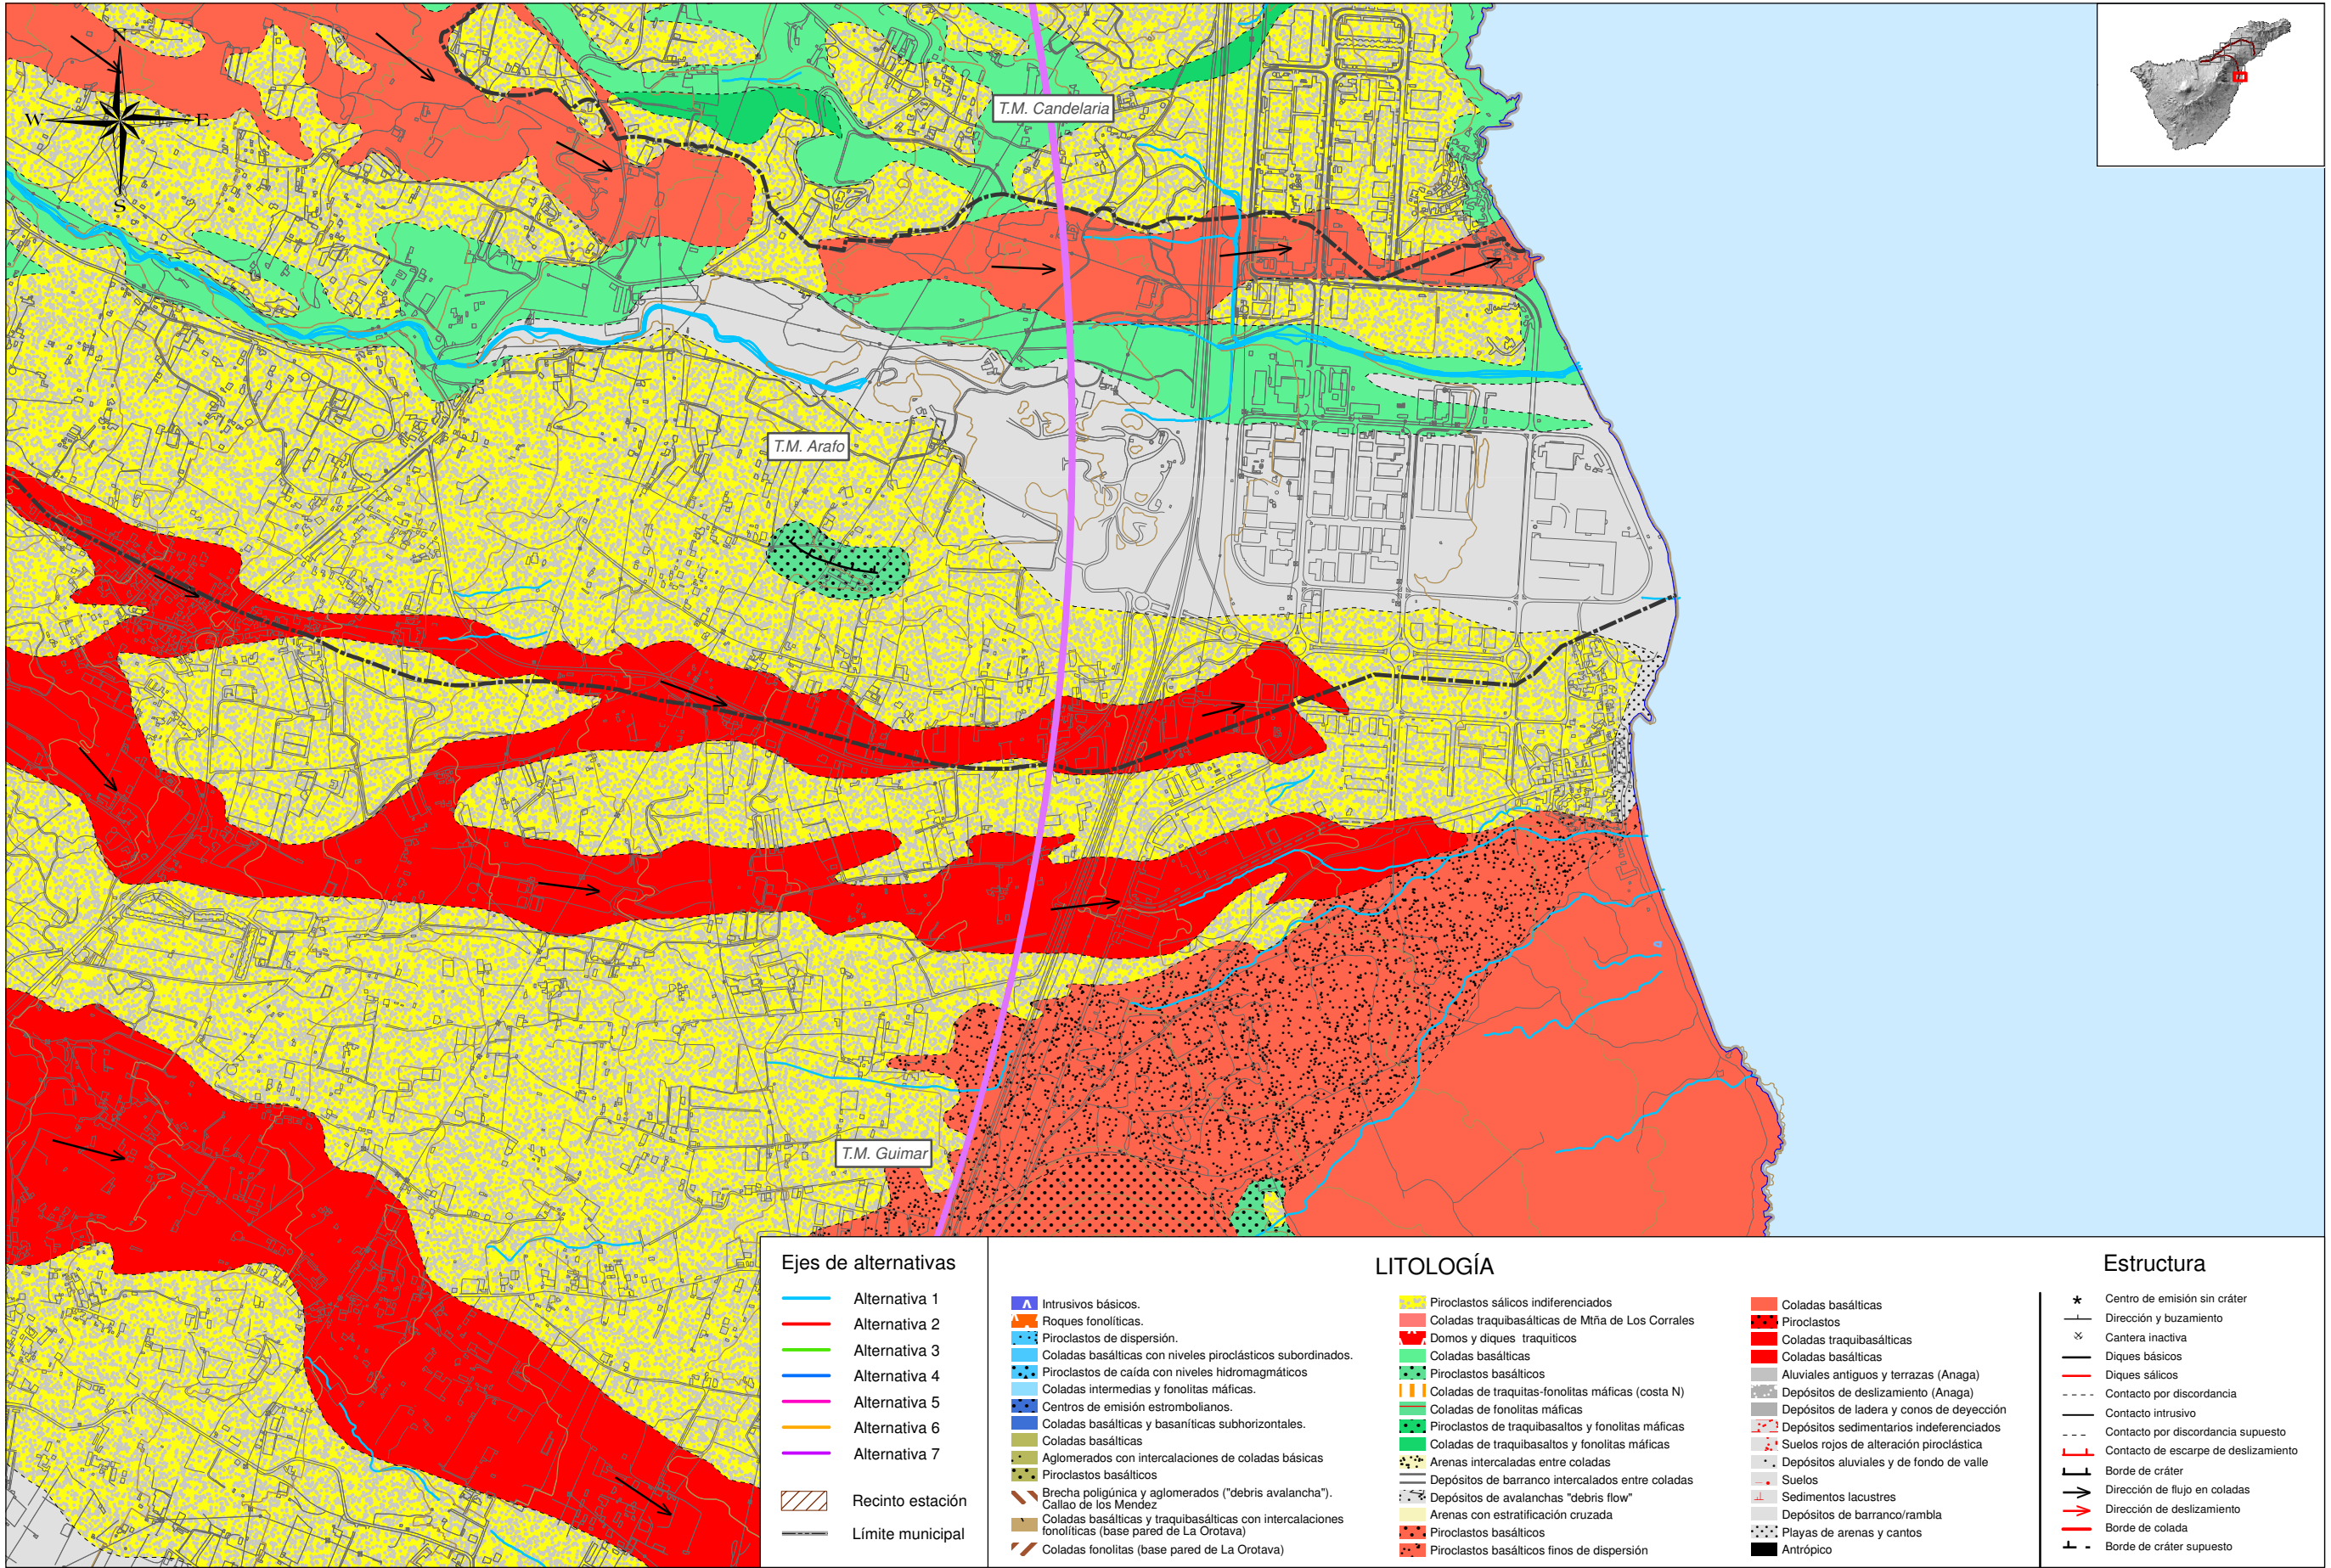 N
W E
S
T.M. Candelaria
T.M. Arafo
T.M. Guimar
Ejes de alternativas
Alternativa 1
Alternativa 2
Alternativa 3
Alternativa 4
Alternativa 5
Alternativa 6
Alternativa 7
Recinto estación
Límite municipal
LITOLOGÍA
Intrusivos básicos.
Roques fonolíticas.
Piroclastos de dispersión.
Coladas basálticas con niveles piroclásticos subordinados.
Piroclastos de caída con niveles hidromagmáticos
Coladas intermedias y fonolitas máficas.
Centros de emisión estrombolianos.
Coladas basálticas y basaníticas subhorizontales.
Coladas basálticas
Aglomerados con intercalaciones de coladas básicas
Piroclastos basálticos
Brecha poligúnica y aglomerados ("debris avalancha").
Callao de los Mendez
Coladas basálticas y traquibasálticas con intercalaciones
fonolíticas (base pared de La Orotava)
Coladas fonolitas (base pared de La Orotava)
Piroclastos sálicos indiferenciados
Coladas traquibasálticas de Mtña de Los Corrales
Domos y diques traquiticos
Coladas basálticas
Piroclastos basálticos
Coladas de traquitas-fonolitas máficas (costa N)
Coladas de fonolitas máficas
Piroclastos de traquibasaltos y fonolitas máficas
Coladas de traquibasaltos y fonolitas máficas
Arenas intercaladas entre coladas
Depósitos de barranco intercalados entre coladas
Depósitos de avalanchas "debris flow"
Arenas con estratificación cruzada
Piroclastos basálticos
Piroclastos basálticos finos de dispersión
Coladas basálticas
Piroclastos
Coladas traquibasálticas
Coladas basálticas
Aluviales antiguos y terrazas (Anaga)
Depósitos de deslizamiento (Anaga)
Depósitos de ladera y conos de deyección
Depósitos sedimentarios indeferenciados
Suelos rojos de alteración piroclástica
Depósitos aluviales y de fondo de valle
Suelos
Sedimentos lacustres
Depósitos de barranco/rambla
Playas de arenas y cantos
Antrópico
Estructura
Centro de emisión sin cráter
Dirección y buzamiento
Cantera inactiva
Diques básicos
Diques sálicos
Contacto por discordancia
Contacto intrusivo
Contacto por discordancia supuesto
Contacto de escarpe de deslizamiento
Borde de cráter
Dirección de flujo en coladas
Dirección de deslizamiento
Borde de colada
Borde de cráter supuesto